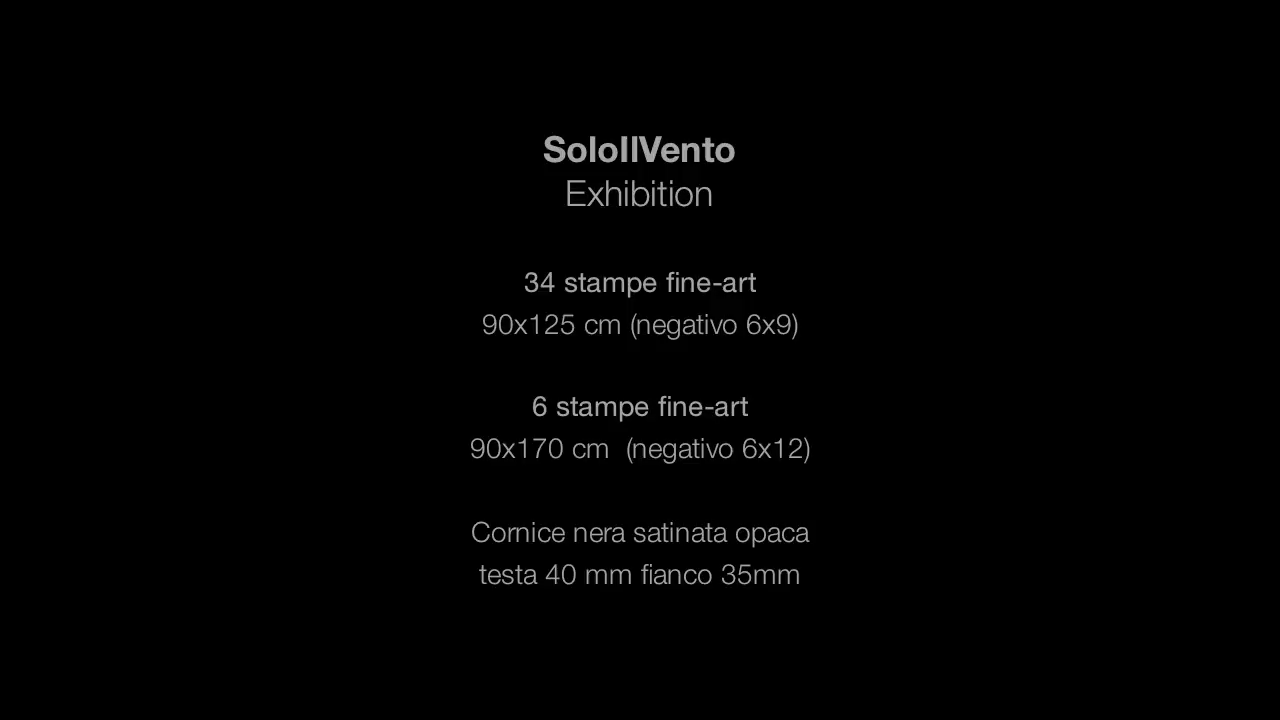 SoloIlVento
Exhibition
34 stampe fine-art
90x125 cm (negativo 6x9)
6 stampe fine-art
90x170 cm  (negativo 6x12)
Cornice nera satinata opaca
testa 40 mm fianco 35mm